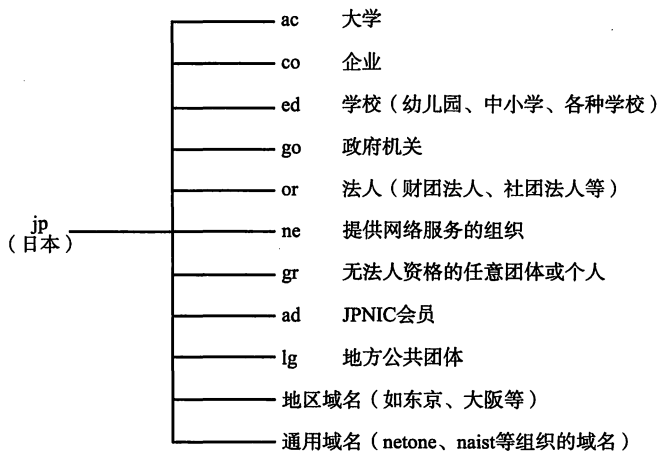 ac 大学
co 企业
ed 学校（幼儿园、中小学、各种学校）
go 政府机关
or 法人（财团法人、社团法人等）
jp
（日本）
ne 提供网络服务的组织
gr 无法人资格的任意团体或个人
ad JPNIC会员
lg 地方公共团体
地区域名（如东京、大阪等）
通用域名（netone、naist等组织的域名）